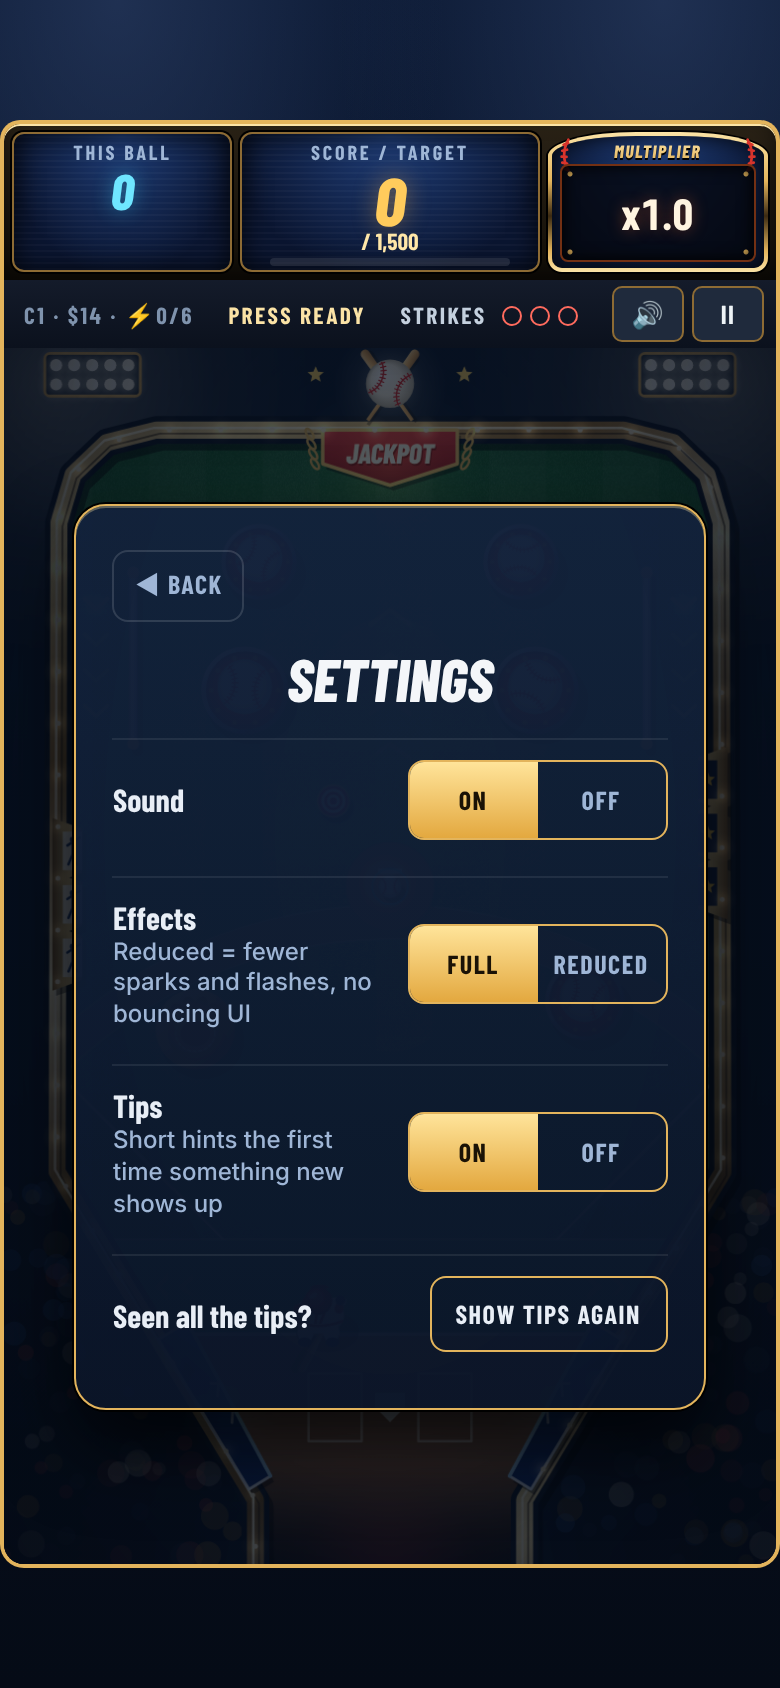 THIS BALL
0
SCORE / TARGET
0
/ 1,500
MULTIPLIER
x1.0
C1 · $14 · ⚡0/6
PRESS READY
STRIKES
JACKPOT
◀ BACK
SETTINGS
Sound
ON
OFF
Effects
Reduced = fewer
sparks and flashes, no
bouncing UI
FULL
REDUCED
Tips
Short hints the first
time something new
shows up
ON
OFF
Seen all the tips?
SHOW TIPS AGAIN